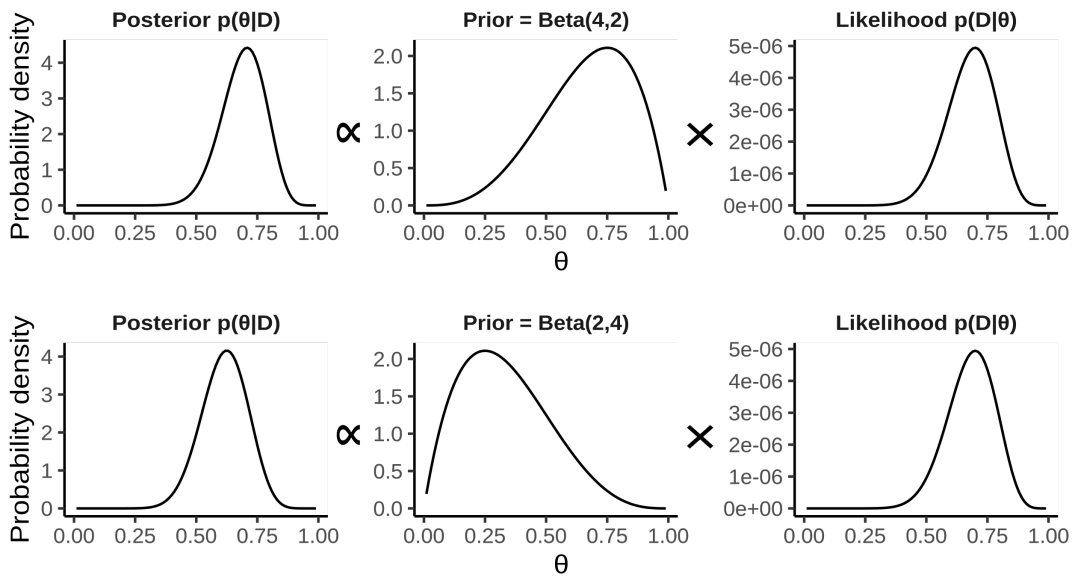 Posterior p(θ|D)
Prior = Beta(4,2)
Likelihood p(D|θ)
Probability density
4
3
2
1
0
0.00 0.25 0.50 0.75 1.00
∝
2.0
1.5
1.0
0.5
0.0
0.00 0.25 0.50 0.75 1.00
θ
×
5e-06
4e-06
3e-06
2e-06
1e-06
0e+00
0.00 0.25 0.50 0.75 1.00
Posterior p(θ|D)
Prior = Beta(2,4)
Likelihood p(D|θ)
Probability density
4
3
2
1
0
0.00 0.25 0.50 0.75 1.00
∝
2.0
1.5
1.0
0.5
0.0
0.00 0.25 0.50 0.75 1.00
θ
×
5e-06
4e-06
3e-06
2e-06
1e-06
0e+00
0.00 0.25 0.50 0.75 1.00